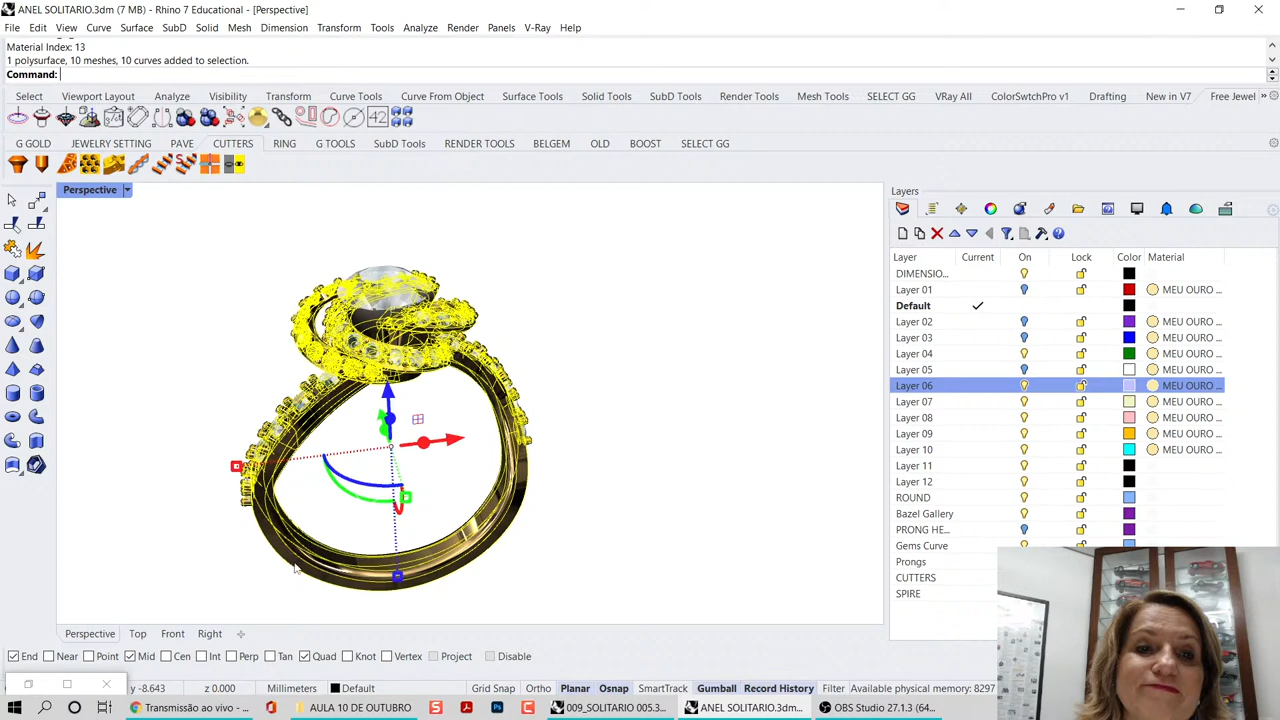 ANEL SOLITARIO.3dm (7 MB) - Rhino 7 Educational - [Perspective]
File Edit View Curve Surface Solid SubD Mesh Dimension Transform Tools Analyze Render Panels V-Ray Help
Material Index: 13
1 polysurface, 10 meshes, 10 curves added to selection.
Command:
Select Viewport Layout Analyze Visibility Transform Curve Tools Curve From Object Surface Tools Solid Tools SubD Tools Render Tools Mesh Tools SELECT GG VRay All ColorSwtchPro v1 Drafting New in V7 Free Jewel »
42
G GOLD JEWELRY SETTING PAVE CUTTERS RING G TOOLS SubD Tools RENDER TOOLS BELGEM OLD BOOST SELECT GG
Perspective
Layers
Layer Current On Lock Color Material
DIMENSIO...
Layer 01 MEU OURO ...
Default
Layer 02 MEU OURO ...
Layer 03 MEU OURO ...
Layer 04 MEU OURO ...
Layer 05 MEU OURO ...
Layer 06 MEU OURO ...
Layer 07 MEU OURO ...
Layer 08 MEU OURO ...
Layer 09 MEU OURO ...
Layer 10 MEU OURO ...
Layer 11
Layer 12
ROUND
Bazel Gallery
PRONG HE...
Gems Curve
Prongs
CUTTERS
SPIRE
Perspective Top Front Right
End Near Point Mid Cen Int Perp Tan Quad Knot Vertex Project Disable
y -8.643 z 0.000 Millimeters Default Grid Snap Ortho Planar Osnap SmartTrack Gumball Record History Filter Available physical memory: 8297
Transmissão ao vivo - ... AULA 10 DE OUTUBRO 009_SOLITARIO 005.3... ANEL SOLITARIO.3dm... OBS Studio 27.1.3 (...